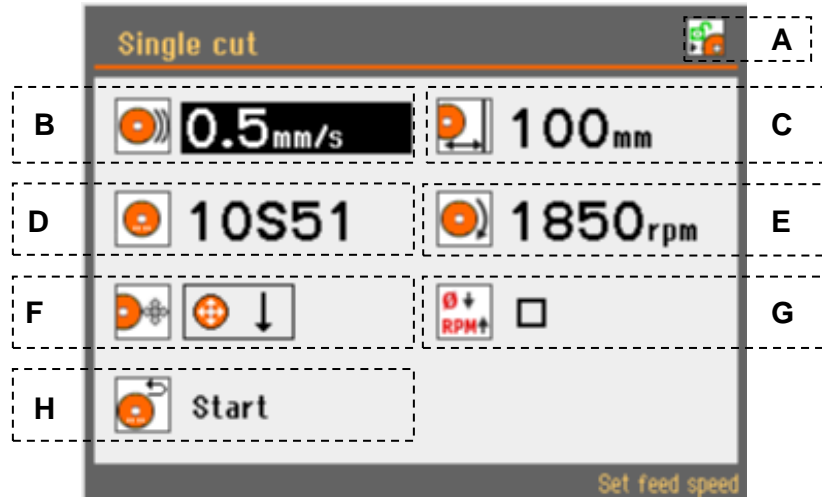 Single cut
A
B
0.5mm/s
100mm
C
D
10S51
1850rpm
E
F
↓
Ø↓
RPM↑
G
H
Start
Set feed speed